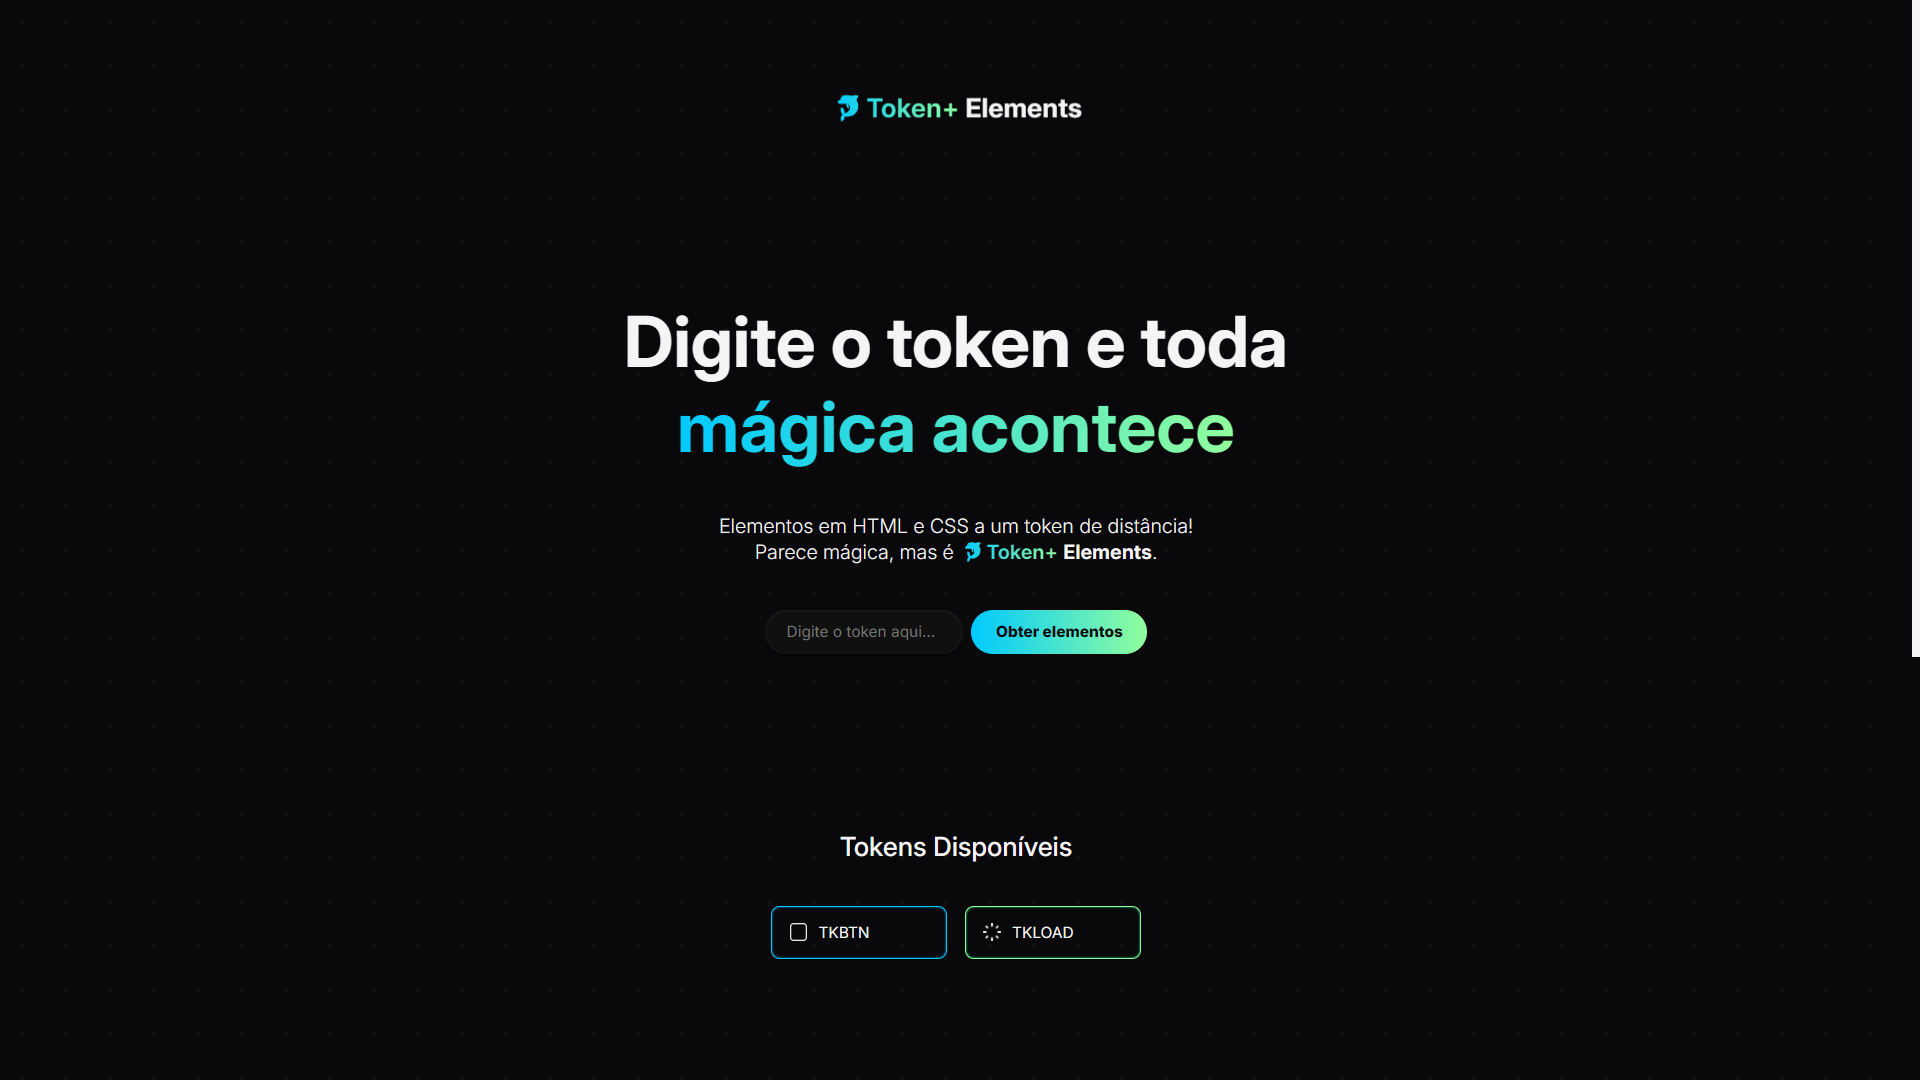 Token+ Elements
Digite o token e toda
mágica acontece
Elementos em HTML e CSS a um token de distância!
Parece mágica, mas é Token+ Elements.
Digite o token aqui...
Obter elementos
Tokens Disponíveis
TKBTN
TKLOAD